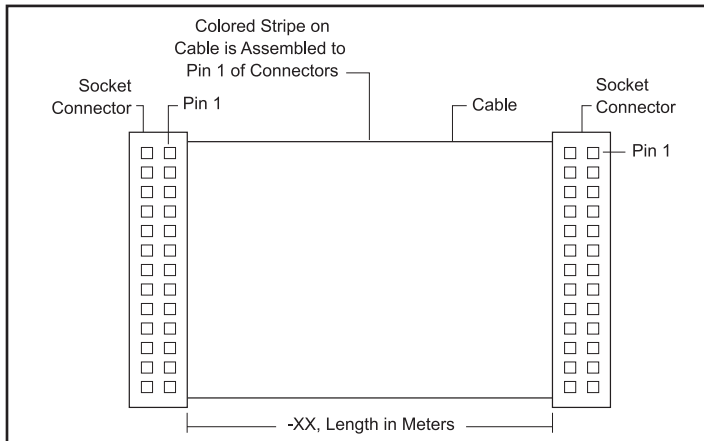 Colored Stripe on
Cable is Assembled to
Pin 1 of Connectors
Socket
Connector
Pin 1
Cable
Socket
Connector
Pin 1
-XX, Length in Meters